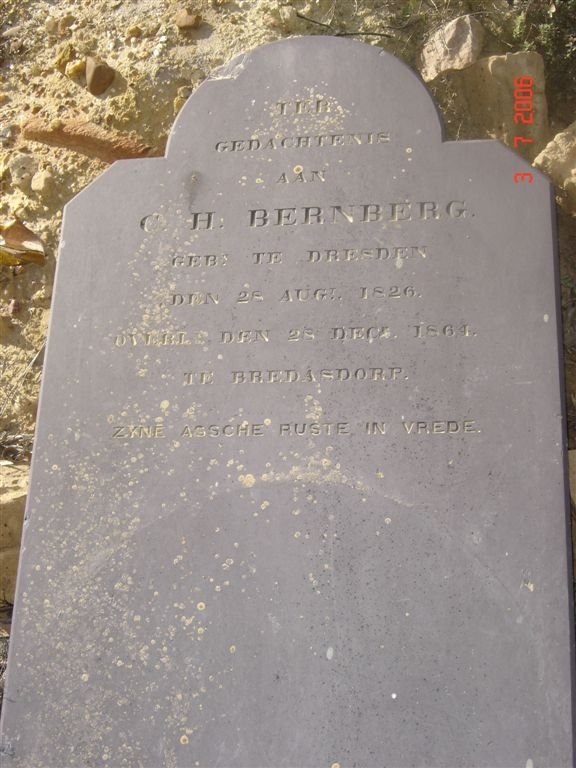 TER
GEDACHTENIS
AAN
C. H. BERNBERG.
GEB: TE DRESDEN
DEN 28 AUG: 1826.
OVERL: DEN 28 DEC: 1864.
TE BREDASDORP.
ZYNE ASSCHE RUSTE IN VREDE.
3 7 2006